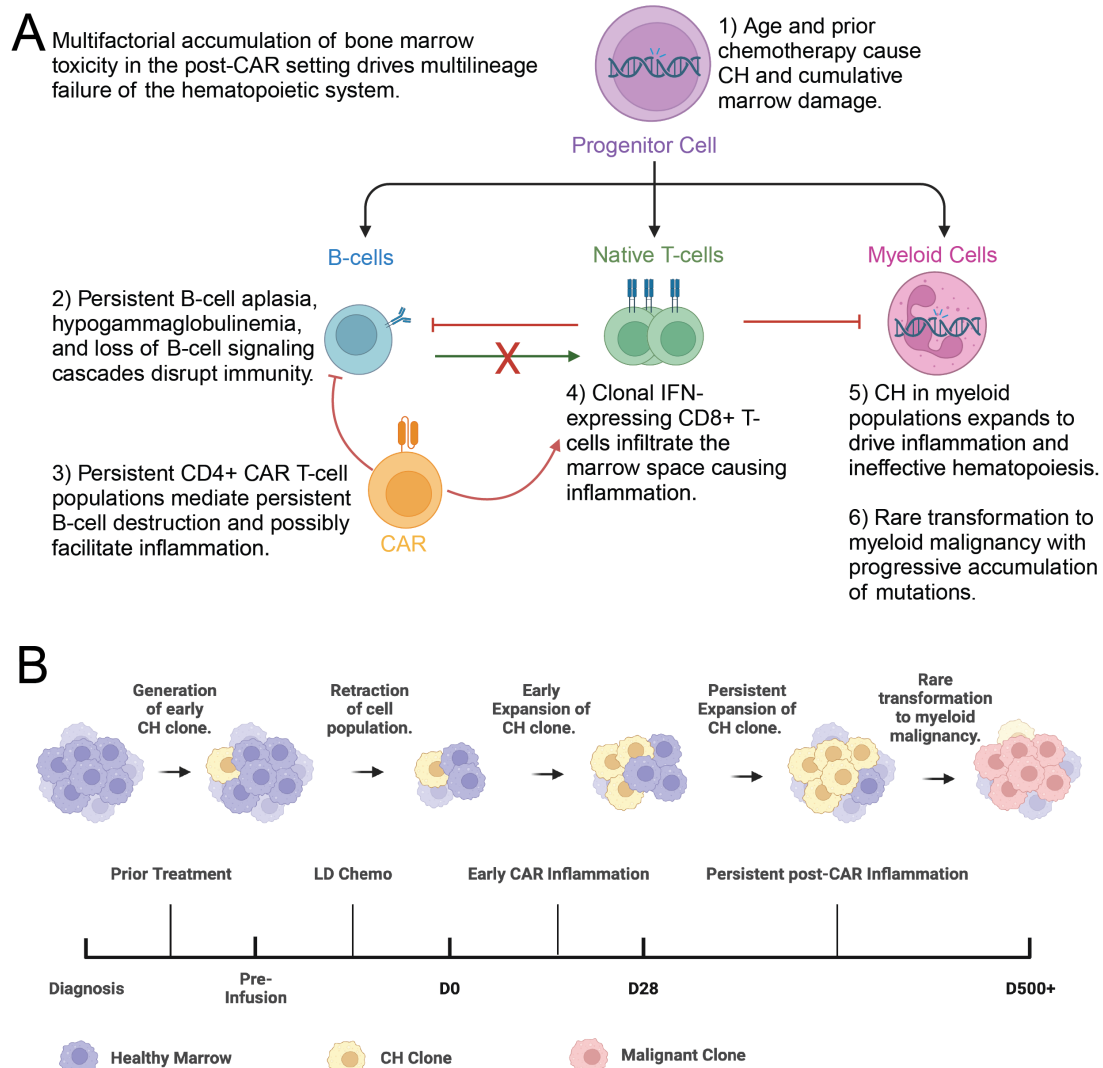 A
Multifactorial accumulation of bone marrow
toxicity in the post-CAR setting drives multilineage
failure of the hematopoietic system.
1) Age and prior
chemotherapy cause
CH and cumulative
marrow damage.
Progenitor Cell
B-cells
Native T-cells
Myeloid Cells
2) Persistent B-cell aplasia,
hypogammaglobulinemia,
and loss of B-cell signaling
cascades disrupt immunity.
X
3) Persistent CD4+ CAR T-cell
populations mediate persistent
B-cell destruction and possibly
facilitate inflammation.
CAR
4) Clonal IFN-
expressing CD8+ T-
cells infiltrate the
marrow space causing
inflammation.
5) CH in myeloid
populations expands to
drive inflammation and
ineffective hematopoiesis.
6) Rare transformation to
myeloid malignancy with
progressive accumulation
of mutations.
B
Generation
of early
CH clone.
Retraction
of cell
population.
Early
Expansion of
CH clone.
Persistent
Expansion of
CH clone.
Rare
transformation
to myeloid
malignancy.
Prior Treatment
LD Chemo
Early CAR Inflammation
Persistent post-CAR Inflammation
Diagnosis
Pre-
Infusion
D0
D28
D500+
Healthy Marrow
CH Clone
Malignant Clone